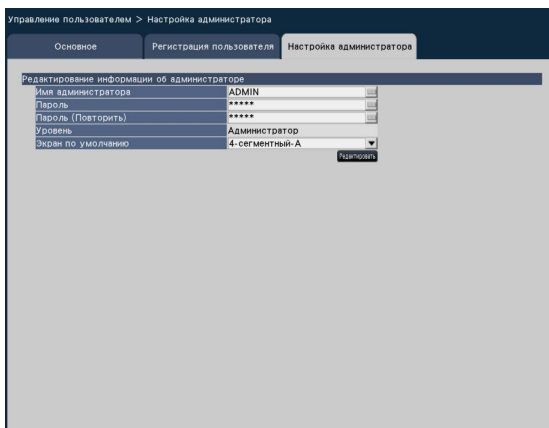 Управление пользователем > Настройка администратора
Основное Регистрация пользователя Настройка администратора
Редактирование информации об администраторе
Имя администратора ADMIN
Пароль *****
Пароль (Повторить) *****
Уровень Администратор
Экран по умолчанию 4-сегментный-A
Редактировать